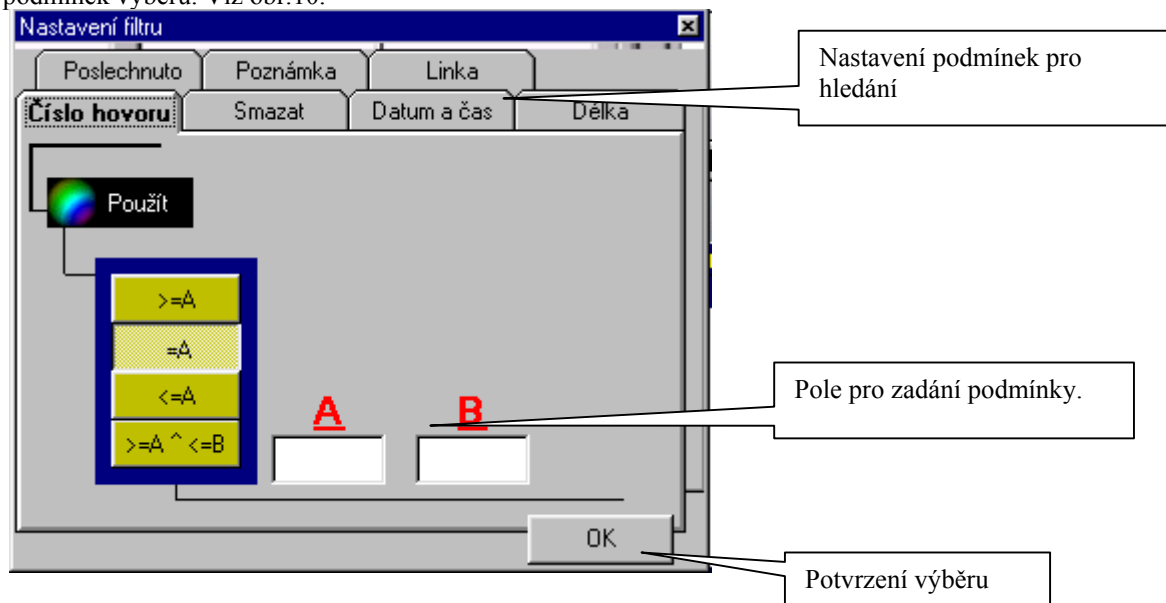 podmínek výběru. Viz obr.10.
Nastavení filtru
Poslechnuto Poznámka Linka
Číslo hovoru Smazat Datum a čas Délka
Nastavení podmínek pro
hledání
Použít
>=A
=A
<=A
>=A ^ <=B
A B
Pole pro zadání podmínky.
OK
Potvrzení výběru